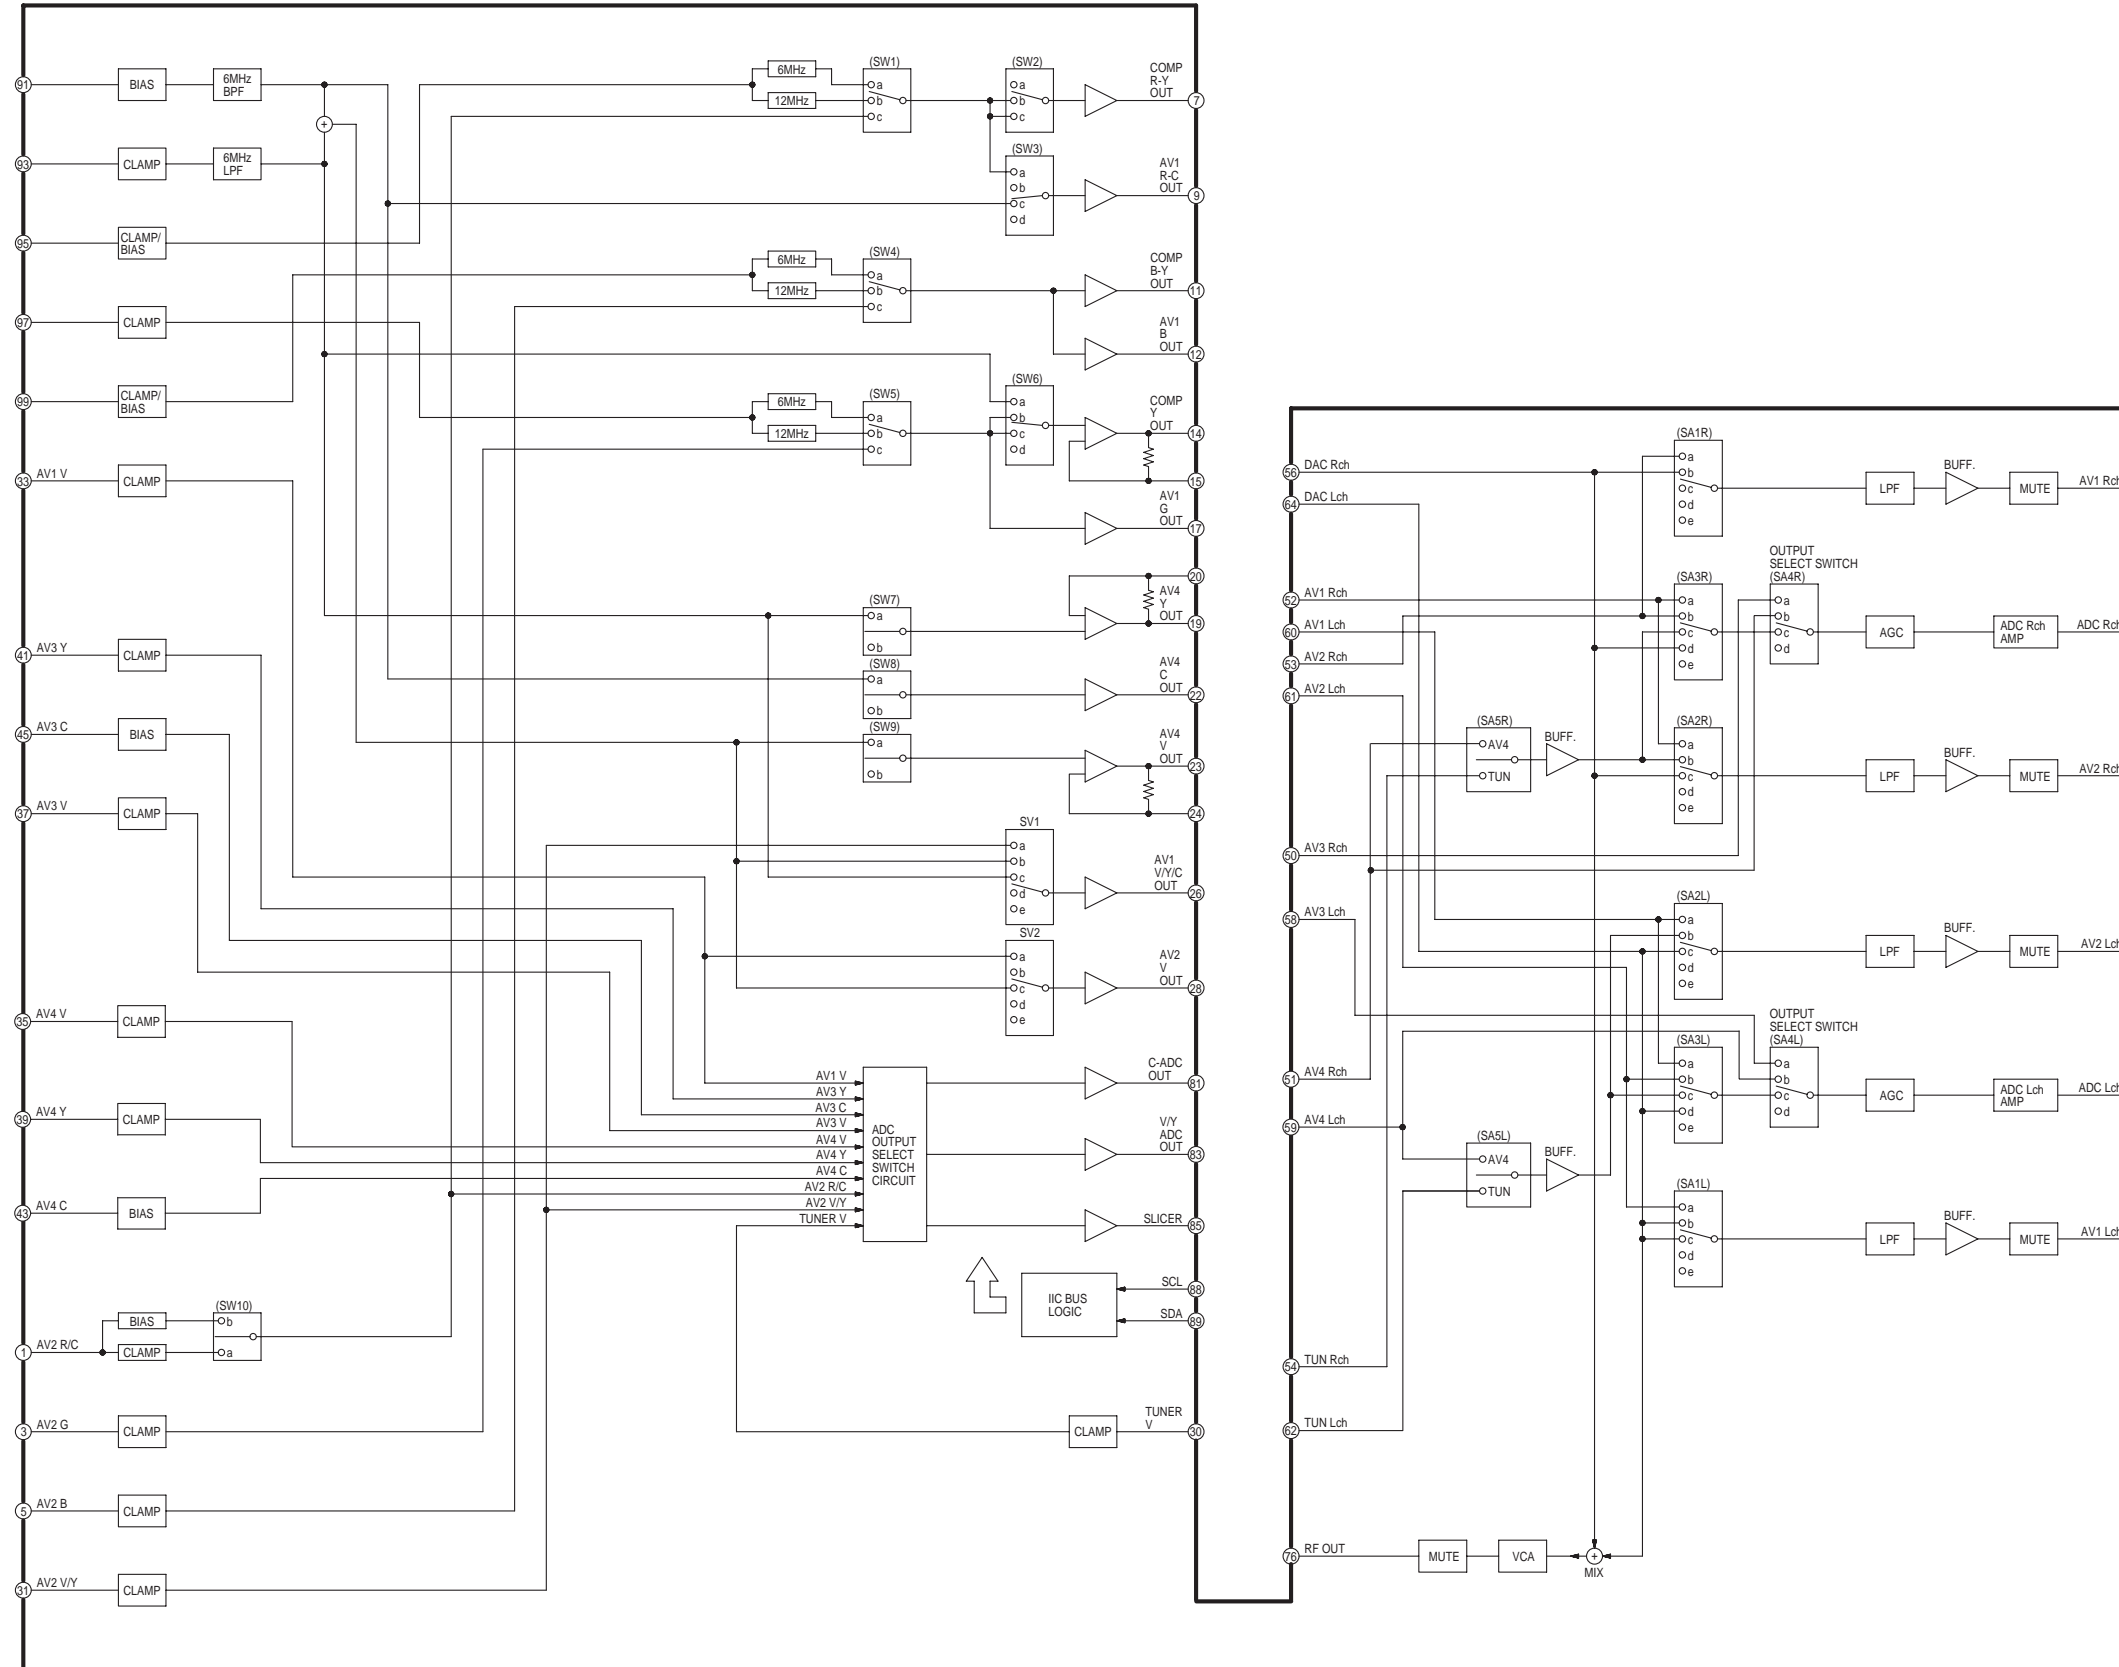 91
BIAS
6MHz
BPF
6MHz
12MHz
(SW1)
a
b
c
(SW2)
a
b
c
COMP
R-Y
OUT
7
+
93
CLAMP
6MHz
LPF
(SW3)
a
b
c
d
AV1
R-C
OUT
9
95
CLAMP/
BIAS
6MHz
12MHz
(SW4)
a
b
c
COMP
B-Y
OUT
11
97
CLAMP
AV1
B
OUT
12
99
CLAMP/
BIAS
6MHz
12MHz
(SW5)
a
b
c
(SW6)
a
b
c
d
COMP
Y
OUT
14
15
33
AV1 V
CLAMP
AV1
G
OUT
17
20
AV4
Y
OUT
19
(SW7)
a
b
41
AV3 Y
CLAMP
(SW8)
a
b
AV4
C
OUT
22
45
AV3 C
BIAS
(SW9)
a
b
AV4
V
OUT
23
24
37
AV3 V
CLAMP
SV1
a
b
c
d
e
AV1
V/Y/C
OUT
26
SV2
a
b
c
d
e
AV2
V
OUT
28
35
AV4 V
CLAMP
39
AV4 Y
CLAMP
43
AV4 C
BIAS
AV1 V
AV3 Y
AV3 C
AV3 V
AV4 V
AV4 Y
AV4 C
AV2 R/C
AV2 V/Y
TUNER V
ADC
OUTPUT
SELECT
SWITCH
CIRCUIT
C-ADC
OUT
81
V/Y
ADC
OUT
83
SLICER
85
IIC BUS
LOGIC
SCL
88
SDA
89
1
AV2 R/C
BIAS
CLAMP
(SW10)
b
a
3
AV2 G
CLAMP
CLAMP
TUNER
V
30
5
AV2 B
CLAMP
31
AV2 V/Y
CLAMP
56
DAC Rch
64
DAC Lch
(SA1R)
a
b
c
d
e
LPF
BUFF.
MUTE
AV1 Rch
52
AV1 Rch
60
AV1 Lch
53
AV2 Rch
61
AV2 Lch
(SA3R)
a
b
c
d
e
OUTPUT
SELECT SWITCH
(SA4R)
a
b
c
d
AGC
ADC Rch
AMP
ADC Rch
(SA5R)
AV4
TUN
BUFF.
(SA2R)
a
b
c
d
e
LPF
BUFF.
MUTE
AV2 Rch
50
AV3 Rch
58
AV3 Lch
(SA2L)
a
b
c
d
e
LPF
BUFF.
MUTE
AV2 Lch
51
AV4 Rch
59
AV4 Lch
(SA3L)
a
b
c
d
e
OUTPUT
SELECT SWITCH
(SA4L)
a
b
c
d
AGC
ADC Lch
AMP
ADC Lch
(SA5L)
AV4
TUN
BUFF.
(SA1L)
a
b
c
d
e
LPF
BUFF.
MUTE
AV1 Lch
54
TUN Rch
62
TUN Lch
76
RF OUT
MUTE
VCA
+
MIX